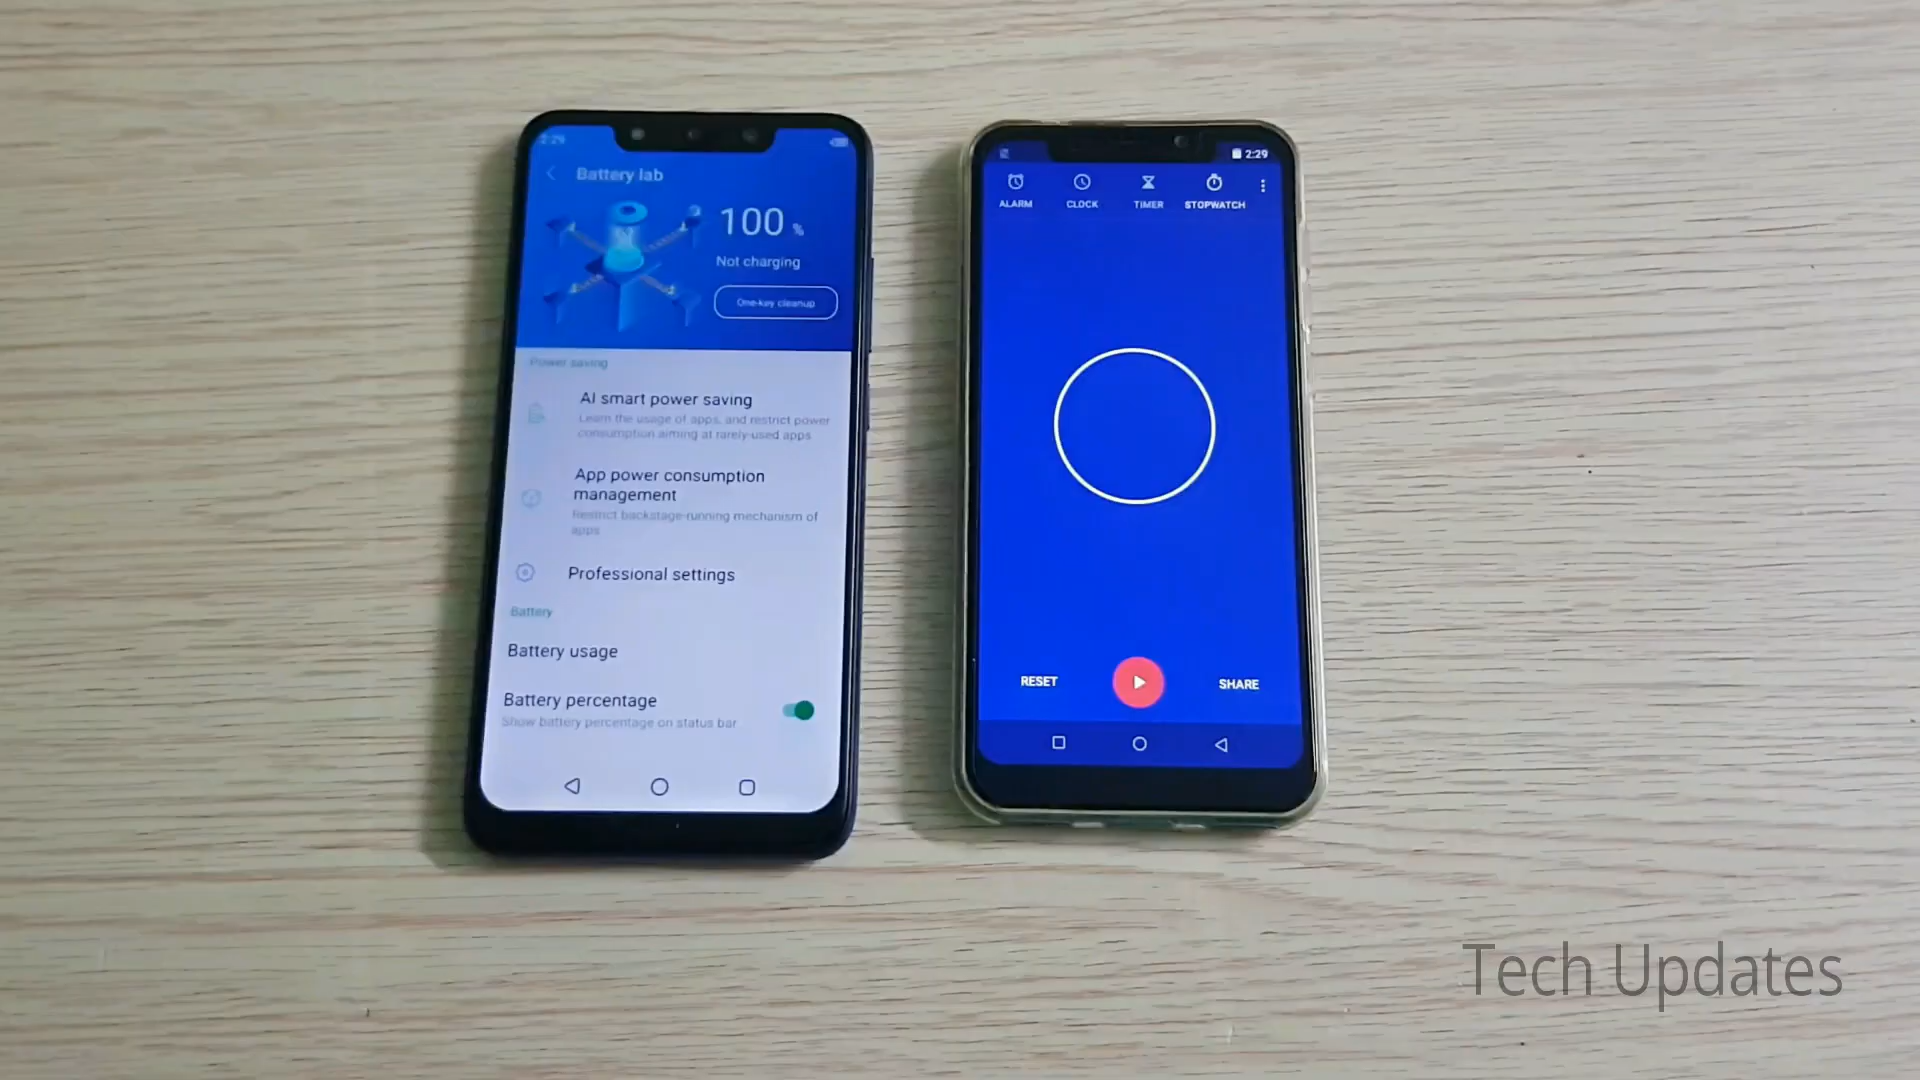 2:29
Battery lab
100 %
Not charging
One-key cleanup
Power saving
AI smart power saving
Learn the usage of apps, and restrict power
consumption aiming at rarely-used apps
App power consumption
management
Restrict backstage-running mechanism of
apps
Professional settings
Battery
Battery usage
Battery percentage
Show battery percentage on status bar
2:29
ALARM CLOCK TIMER STOPWATCH
RESET SHARE
Tech Updates